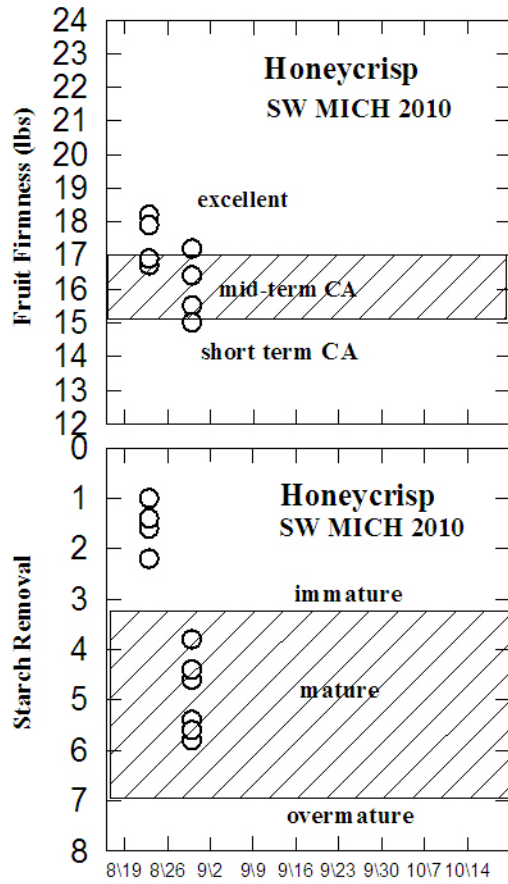 24
23
22
21
20
19
18
17
16
15
14
13
12
Fruit Firmness (lbs)
Honeycrisp
SW MICH 2010
excellent
mid-term CA
short term CA
0
1
2
3
4
5
6
7
8
Starch Removal
Honeycrisp
SW MICH 2010
immature
mature
overmature
8\19 8\26 9\2 9\9 9\16 9\23 9\30 10\7 10\14